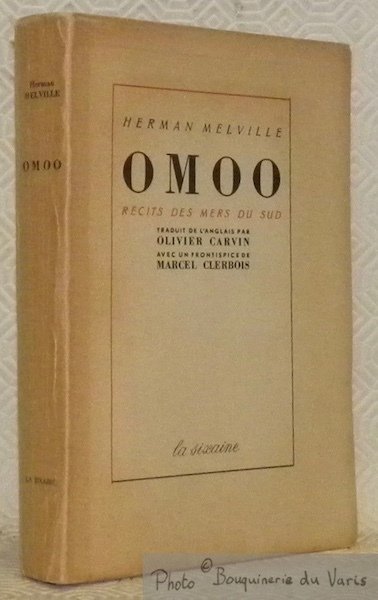 Herman
MELVILLE
OMOO
LA SIXAINE
HERMAN MELVILLE
OMOO
RÉCITS DES MERS DU SUD
TRADUIT DE L'ANGLAIS PAR
OLIVIER CARVIN
AVEC UN FRONTISPICE DE
MARCEL CLERBOIS
la sixaine
Photo © Bouquinerie du Varis